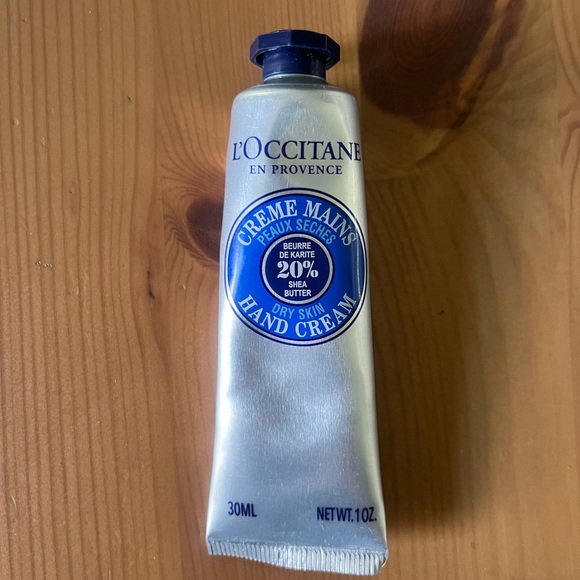 L'OCCITANE
EN PROVENCE
CREME MAINS
PEAUX SECHES
BEURRE
DE KARITE
20%
SHEA
BUTTER
DRY SKIN
HAND CREAM
30ML
NET WT. 1 OZ.